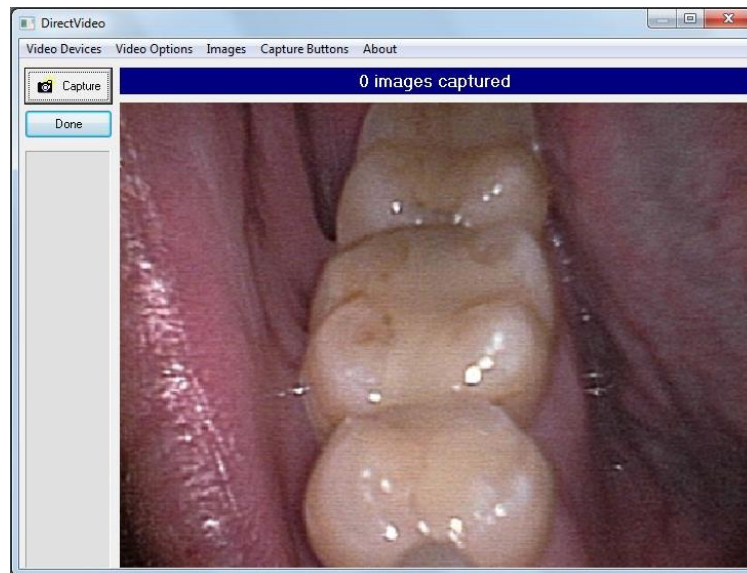 DirectVideo
Video Devices Video Options Images Capture Buttons About
Capture
0 images captured
Done